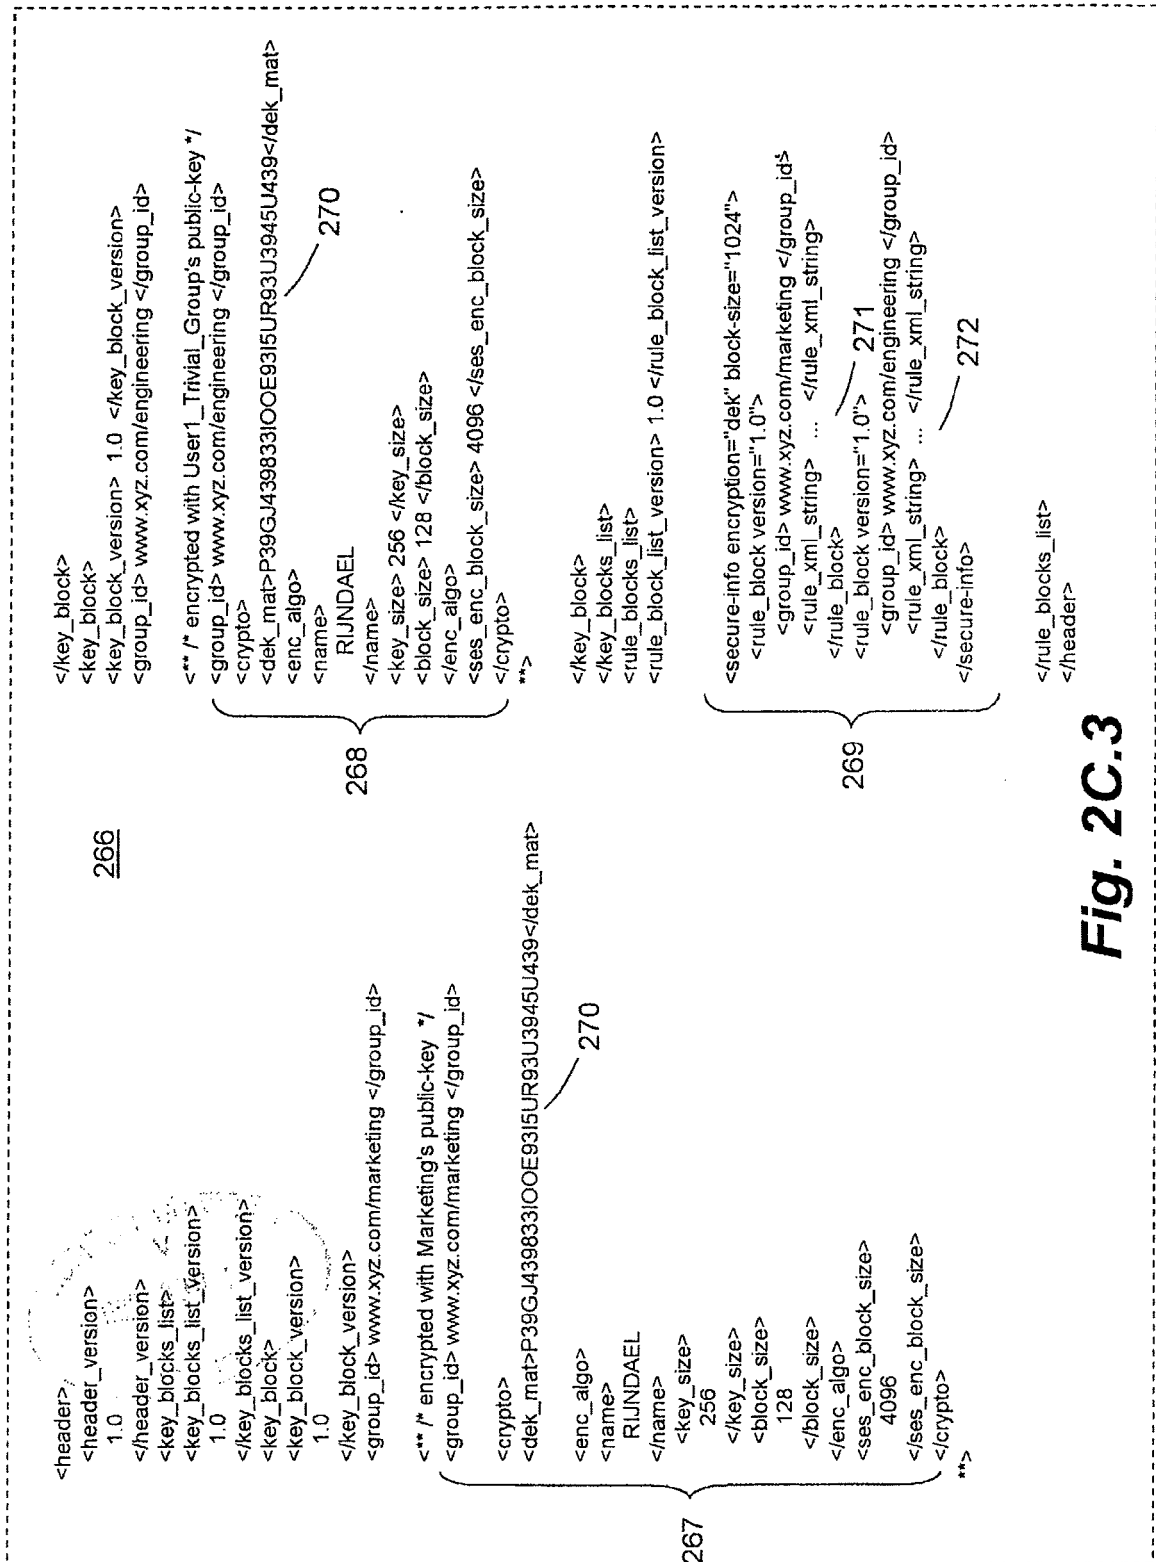 266
<header>
<header_version>
1.0
</header_version>
<key_blocks_list>
<key_blocks_list_version>
1.0
</key_blocks_list_version>
<key_block>
<key_block_version>
1.0
</key_block_version>
<group_id> www.xyz.com/marketing </group_id>
<** /* encrypted with Marketing's public-key */
<group_id> www.xyz.com/marketing </group_id>
<crypto>
<dek_mat>P39GJ439833IOOE93I5UR93U3945U439</dek_mat>
270
<enc_algo>
<name>
RIJNDAEL
</name>
<key_size>
256
</key_size>
<block_size>
128
</block_size>
</enc_algo>
<ses_enc_block_size>
4096
</ses_enc_block_size>
</crypto>
**>
267
</key_block>
<key_block>
<key_block_version> 1.0 </key_block_version>
<group_id> www.xyz.com/engineering </group_id>
<** /* encrypted with User1_Trivial_Group's public-key */
<group_id> www.xyz.com/engineering </group_id>
<crypto>
<dek_mat>P39GJ439833IOOE93I5UR93U3945U439</dek_mat>
<enc_algo>
<name>
270
RIJNDAEL
</name>
<key_size> 256 </key_size>
<block_size> 128 </block_size>
</enc_algo>
<ses_enc_block_size> 4096 </ses_enc_block_size>
</crypto>
**>
268
</key_block>
</key_blocks_list>
<rule_blocks_list>
<rule_block_list_version> 1.0 </rule_block_list_version>
<secure-info encryption="dek" block-size="1024">
<rule_block version="1.0">
<group_id> www.xyz.com/marketing </group_id>
<rule_xml_string> ... </rule_xml_string>
</rule_block>
271
<rule_block version="1.0">
<group_id> www.xyz.com/engineering </group_id>
<rule_xml_string> ... </rule_xml_string>
</rule_block>
272
</secure-info>
269
</rule_blocks_list>
</header>
Fig. 2C.3